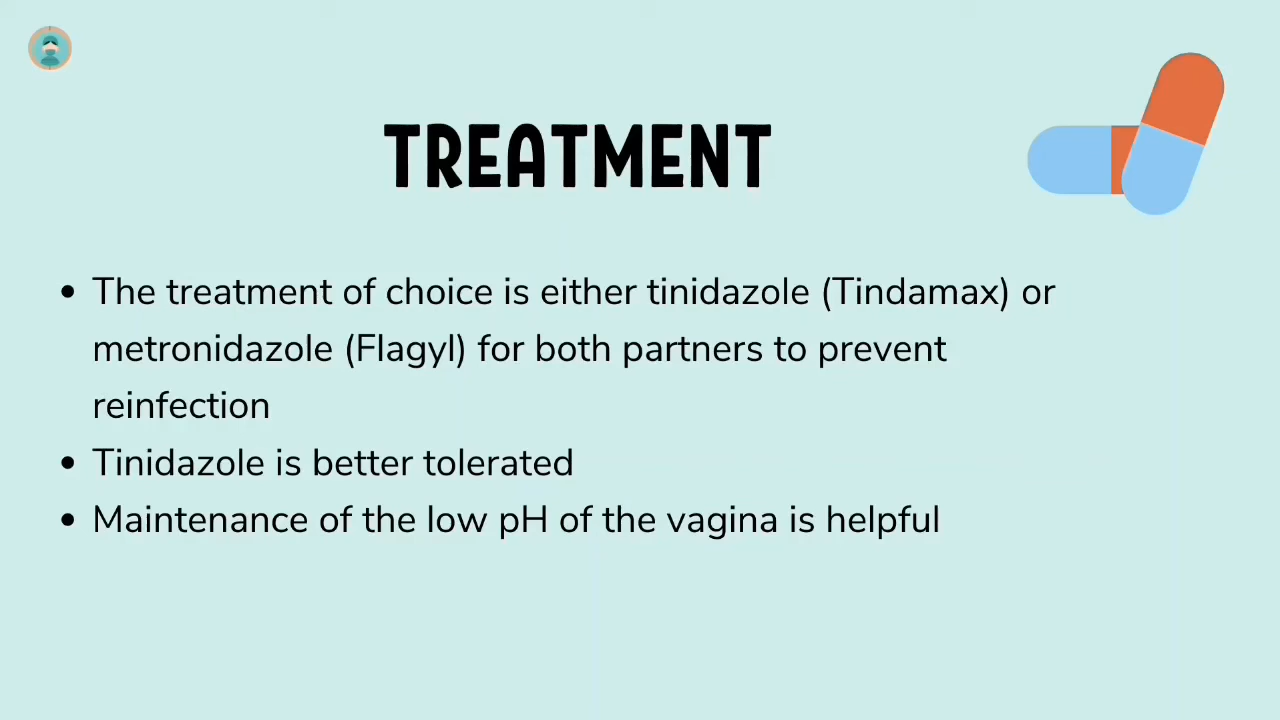 TREATMENT
• The treatment of choice is either tinidazole (Tindamax) or
metronidazole (Flagyl) for both partners to prevent
reinfection
• Tinidazole is better tolerated
• Maintenance of the low pH of the vagina is helpful